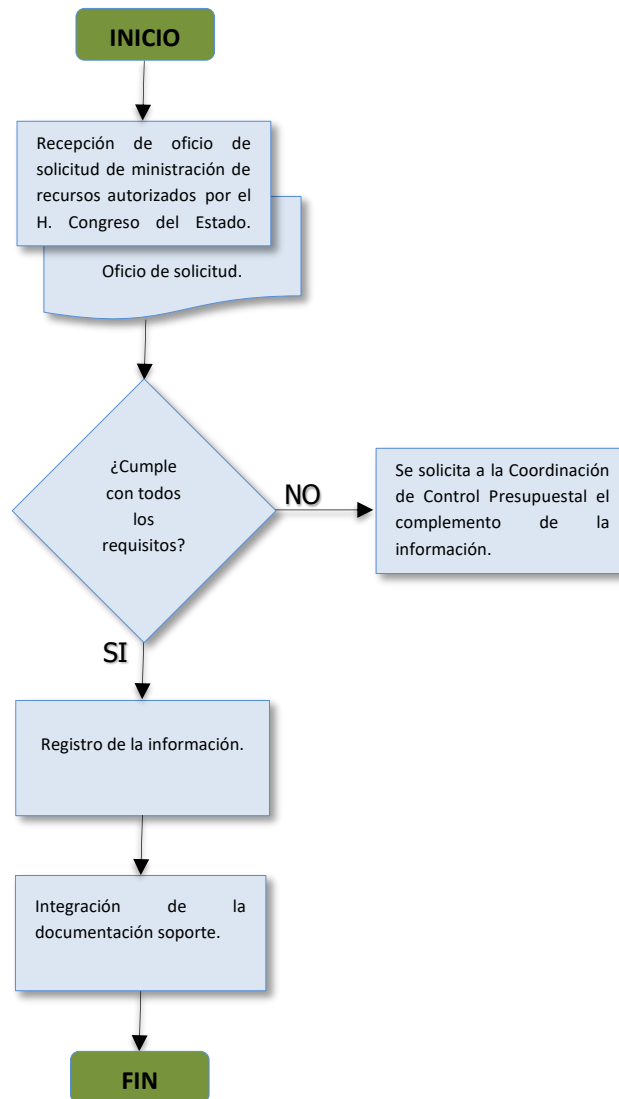 INICIO
Recepción de oficio de
solicitud de ministración de
recursos autorizados por el
H. Congreso del Estado.
Oficio de solicitud.
¿Cumple
con todos
los
requisitos?
NO
Se solicita a la Coordinación
de Control Presupuestal el
complemento de la
información.
SI
Registro de la información.
Integración de la
documentación soporte.
FIN